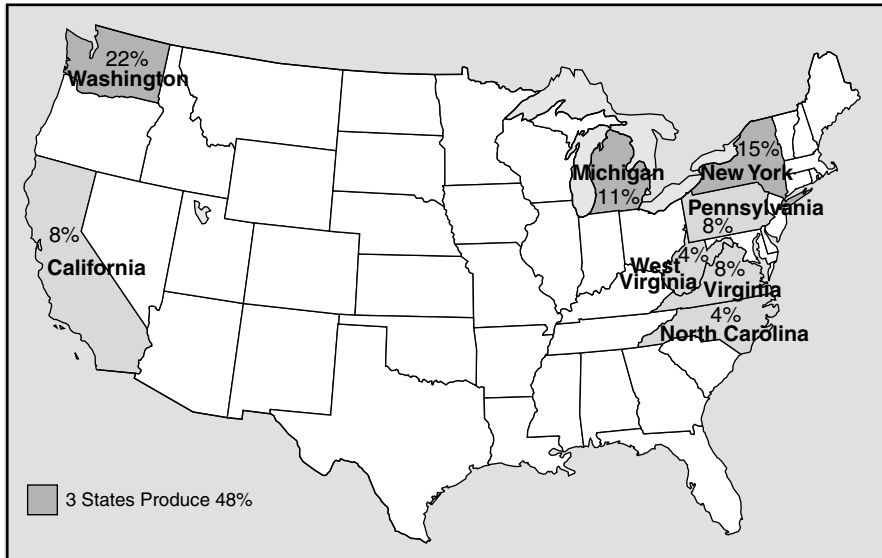 22%
Washington
8%
California
Michigan
11%
15%
New York
Pennsylvania
8%
4%
West
Virginia
8%
Virginia
4%
North Carolina
3 States Produce 48%